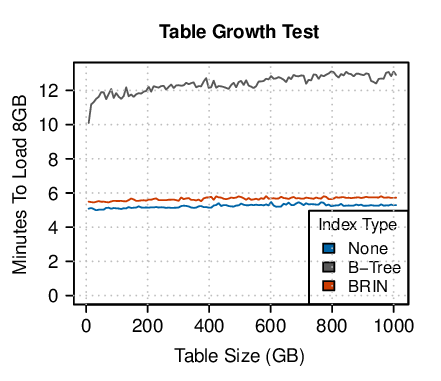 Table Growth Test
Minutes To Load 8GB
12
10
8
6
4
2
0
Index Type
None
B−Tree
BRIN
0 200 400 600 800 1000
Table Size (GB)